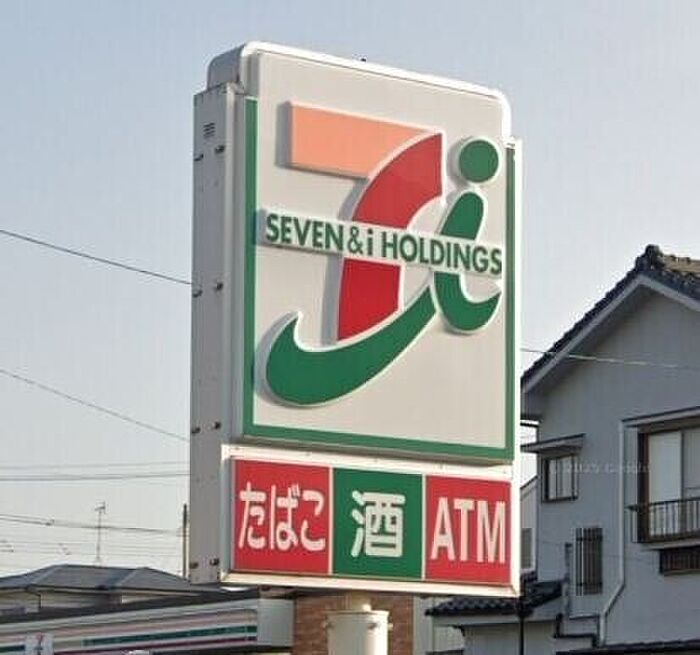 SEVEN & i HOLDINGS
たばこ 酒 ATM